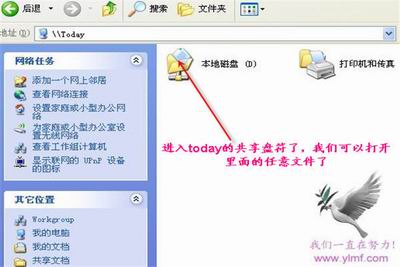 后退 搜索 文件夹
地址(D) \\Today
网络任务
添加一个网上邻居
查看网络连接
设置家庭或小型办公网络
为家庭或小型办公室设置无线网络
查看工作组计算机
显示联网的 UPnP 设备的图标
其它位置
Workgroup
我的电脑
我的文档
共享文档
本地磁盘 (D)
打印机和传真
进入today的共享盘符了，我们可以打开
里面的任意文件了
我们一直在努力!
www.ylmf.com